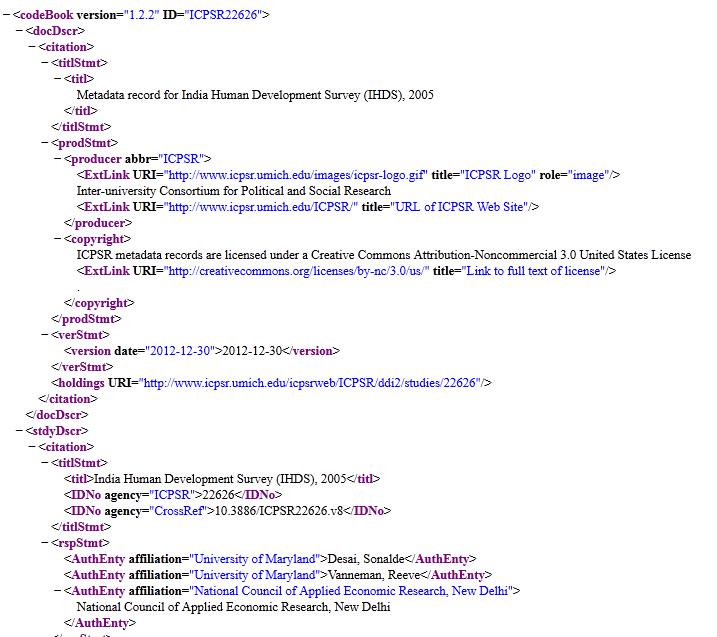 − <codeBook version="1.2.2" ID="ICPSR22626">
− <docDscr>
− <citation>
− <titlStmt>
− <titl>
Metadata record for India Human Development Survey (IHDS), 2005
</titl>
</titlStmt>
− <prodStmt>
− <producer abbr="ICPSR">
<ExtLink URI="http://www.icpsr.umich.edu/images/icpsr-logo.gif" title="ICPSR Logo" role="image"/>
Inter-university Consortium for Political and Social Research
<ExtLink URI="http://www.icpsr.umich.edu/ICPSR/" title="URL of ICPSR Web Site"/>
</producer>
− <copyright>
ICPSR metadata records are licensed under a Creative Commons Attribution-Noncommercial 3.0 United States License
<ExtLink URI="http://creativecommons.org/licenses/by-nc/3.0/us/" title="Link to full text of license"/>
.
</copyright>
</prodStmt>
− <verStmt>
<version date="2012-12-30">2012-12-30</version>
</verStmt>
<holdings URI="http://www.icpsr.umich.edu/icpsrweb/ICPSR/ddi2/studies/22626"/>
</citation>
</docDscr>
− <stdyDscr>
− <citation>
− <titlStmt>
<titl>India Human Development Survey (IHDS), 2005</titl>
<IDNo agency="ICPSR">22626</IDNo>
<IDNo agency="CrossRef">10.3886/ICPSR22626.v8</IDNo>
</titlStmt>
− <rspStmt>
<AuthEnty affiliation="University of Maryland">Desai, Sonalde</AuthEnty>
<AuthEnty affiliation="University of Maryland">Vanneman, Reeve</AuthEnty>
− <AuthEnty affiliation="National Council of Applied Economic Research, New Delhi">
National Council of Applied Economic Research, New Delhi
</AuthEnty>